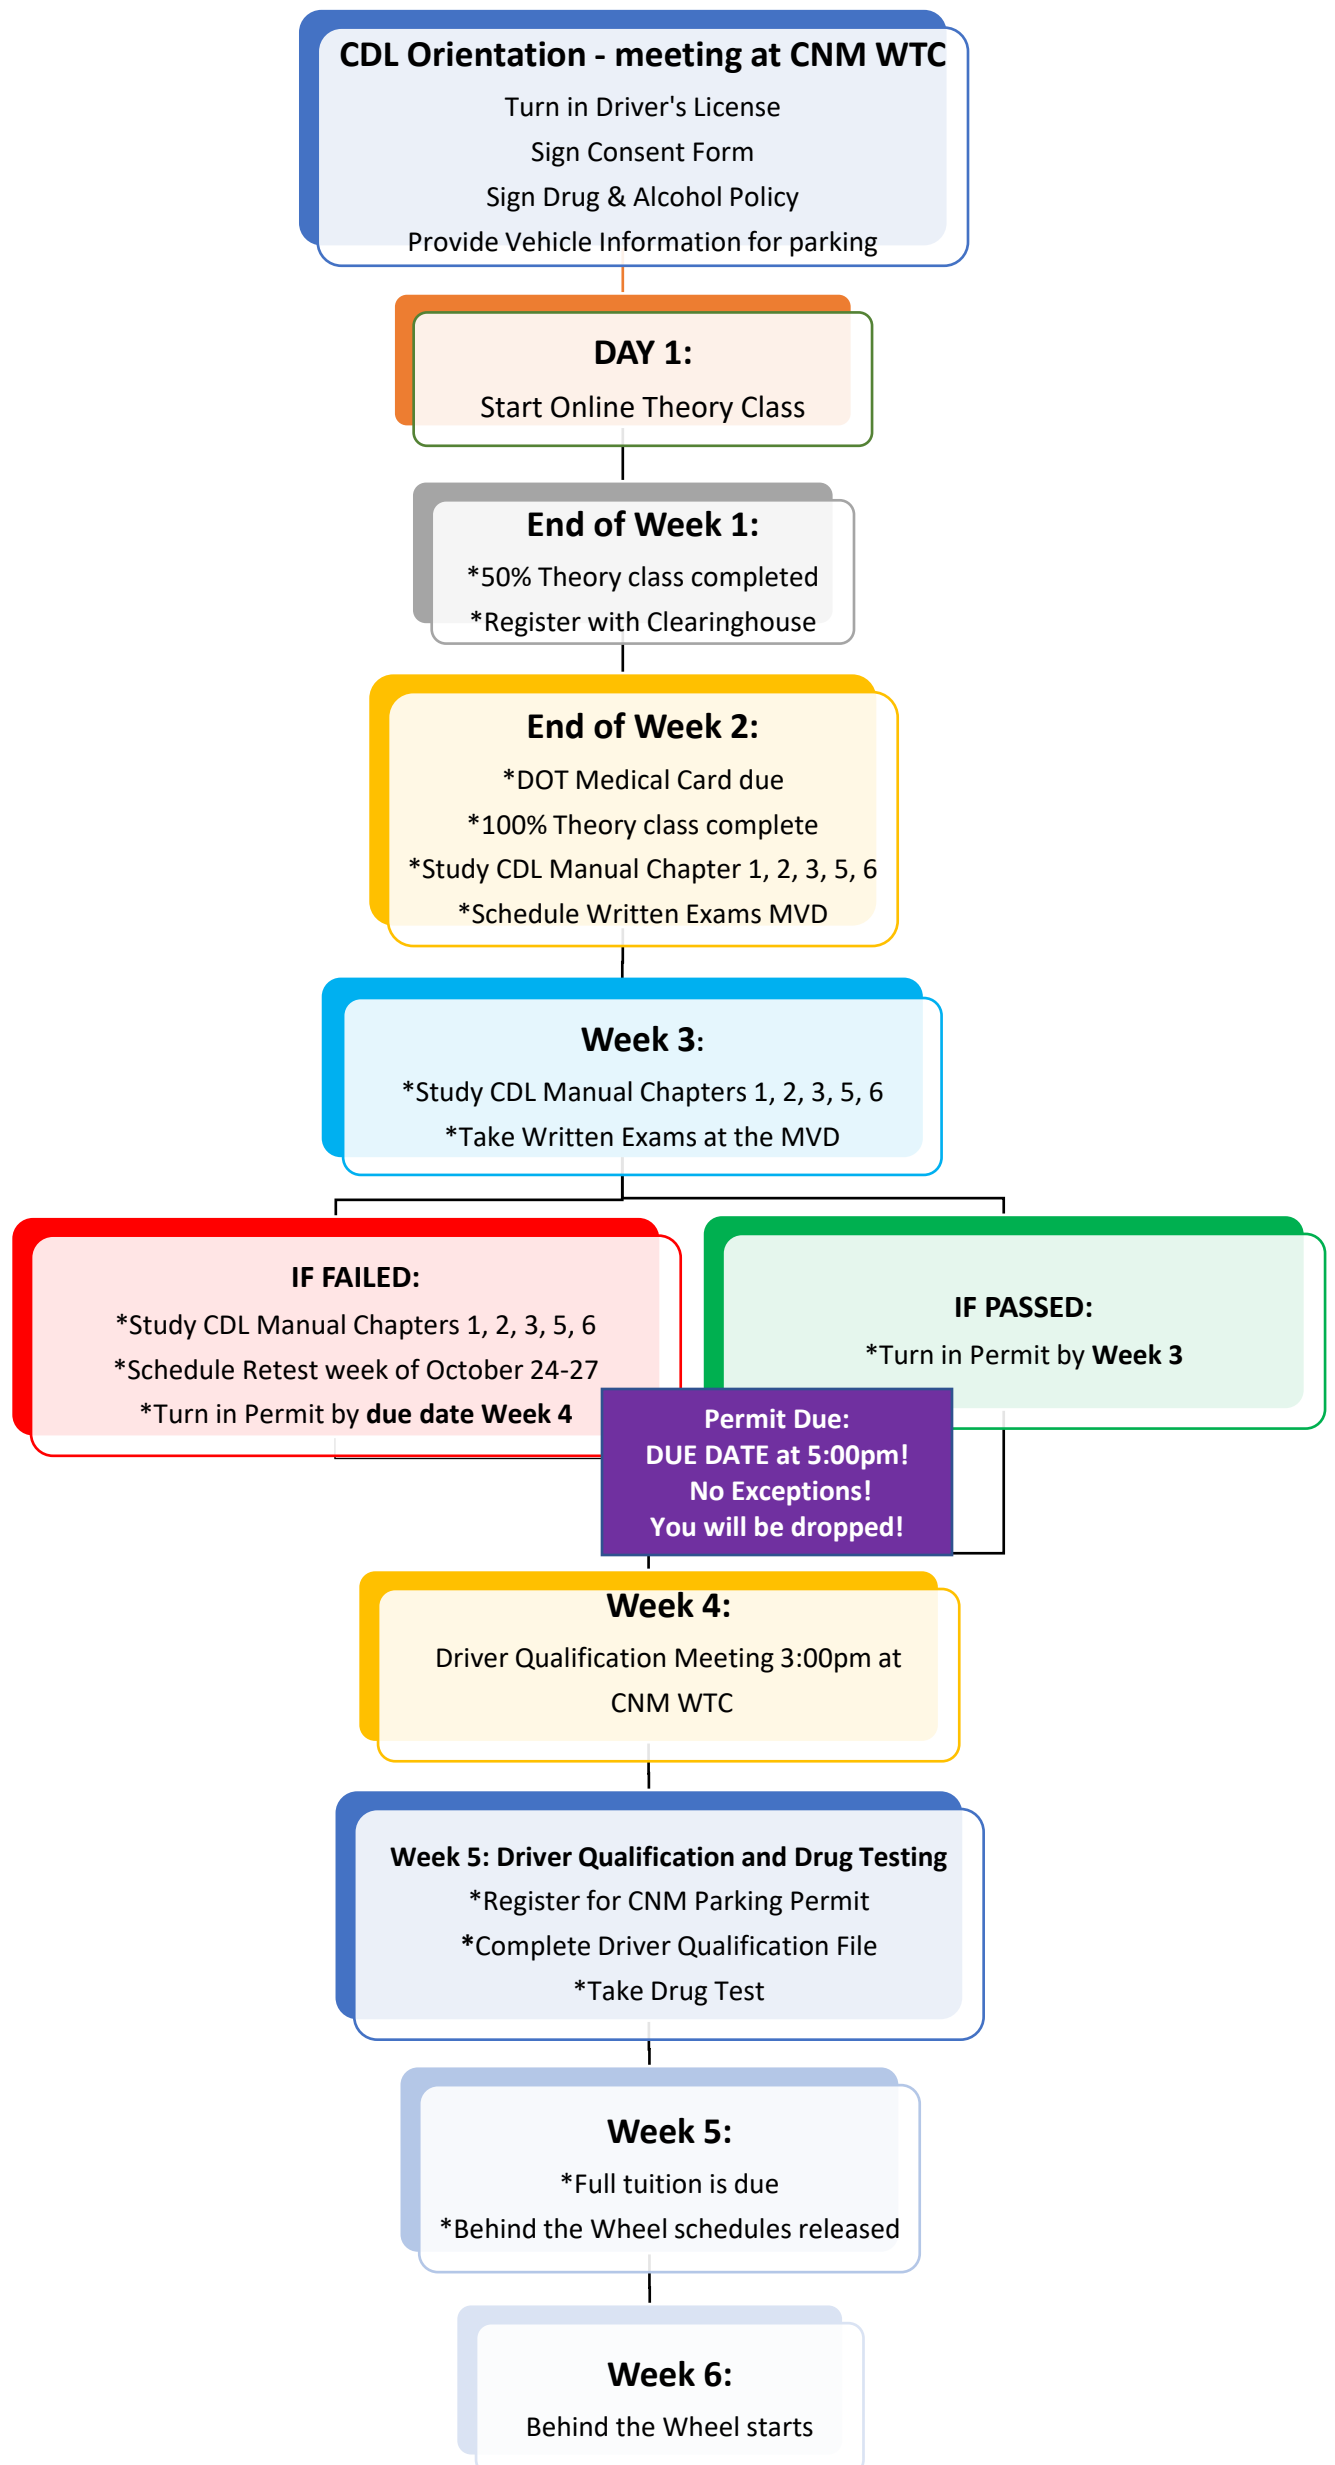 CDL Orientation - meeting at CNM WTC
Turn in Driver's License
Sign Consent Form
Sign Drug & Alcohol Policy
Provide Vehicle Information for parking
DAY 1:
Start Online Theory Class
End of Week 1:
*50% Theory class completed
*Register with Clearinghouse
End of Week 2:
*DOT Medical Card due
*100% Theory class complete
*Study CDL Manual Chapter 1, 2, 3, 5, 6
*Schedule Written Exams MVD
Week 3:
*Study CDL Manual Chapters 1, 2, 3, 5, 6
*Take Written Exams at the MVD
IF FAILED:
*Study CDL Manual Chapters 1, 2, 3, 5, 6
*Schedule Retest week of October 24-27
*Turn in Permit by due date Week 4
IF PASSED:
*Turn in Permit by Week 3
Permit Due:
DUE DATE at 5:00pm!
No Exceptions!
You will be dropped!
Week 4:
Driver Qualification Meeting 3:00pm at
CNM WTC
Week 5: Driver Qualification and Drug Testing
*Register for CNM Parking Permit
*Complete Driver Qualification File
*Take Drug Test
Week 5:
*Full tuition is due
*Behind the Wheel schedules released
Week 6:
Behind the Wheel starts